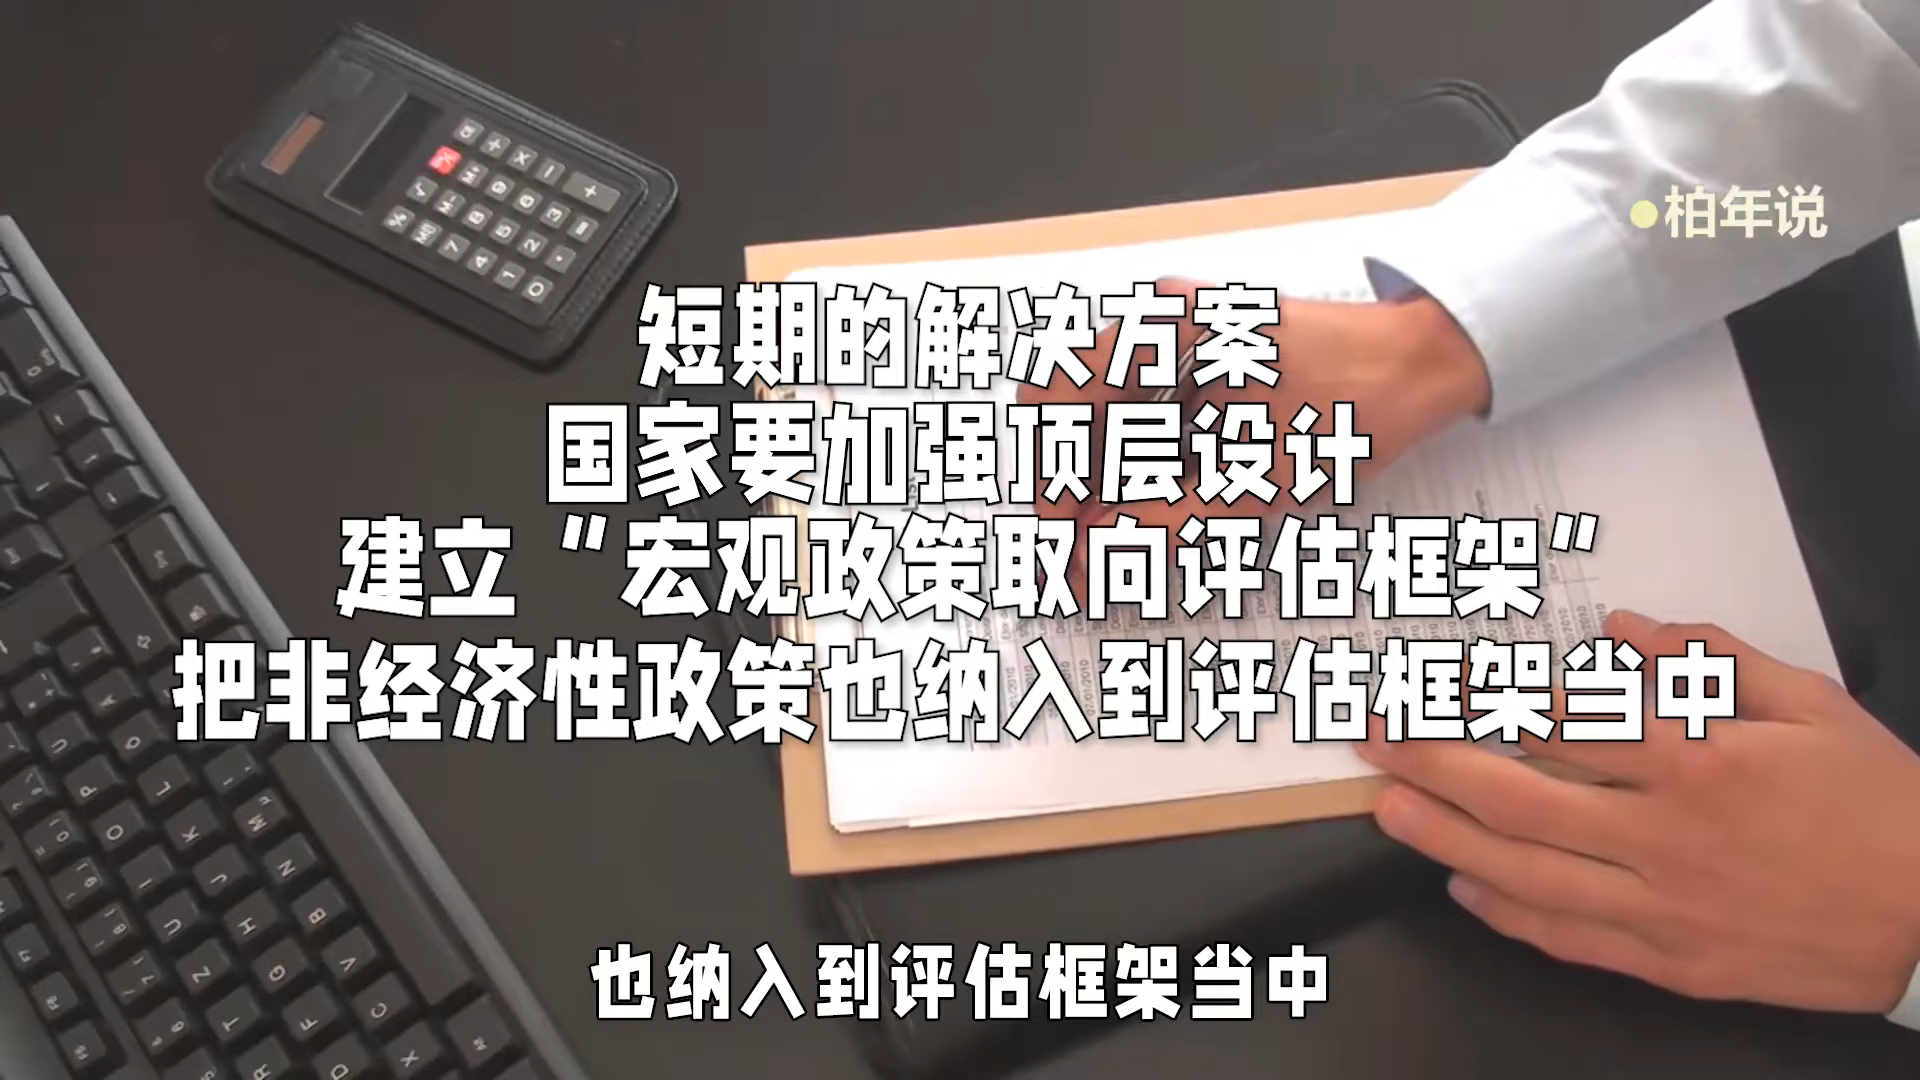 柏年说
短期的解决方案
国家要加强顶层设计
建立“宏观政策取向评估框架”
把非经济性政策也纳入到评估框架当中
也纳入到评估框架当中